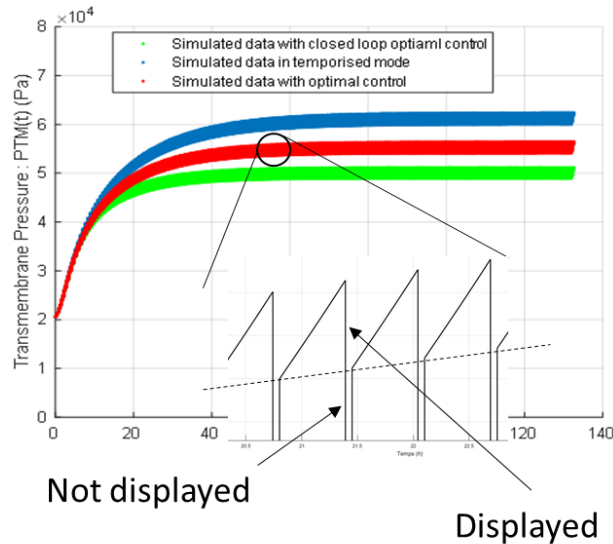 ×10⁴
8
7
6
5
4
3
2
1
0
Transmembrane Pressure : PTM(t) (Pa)
Simulated data with closed loop optiaml control
Simulated data in temporised mode
Simulated data with optimal control
0
20
40
120
140
20.5
21
21.5
22
22.5
Temps (h)
Not displayed
Displayed